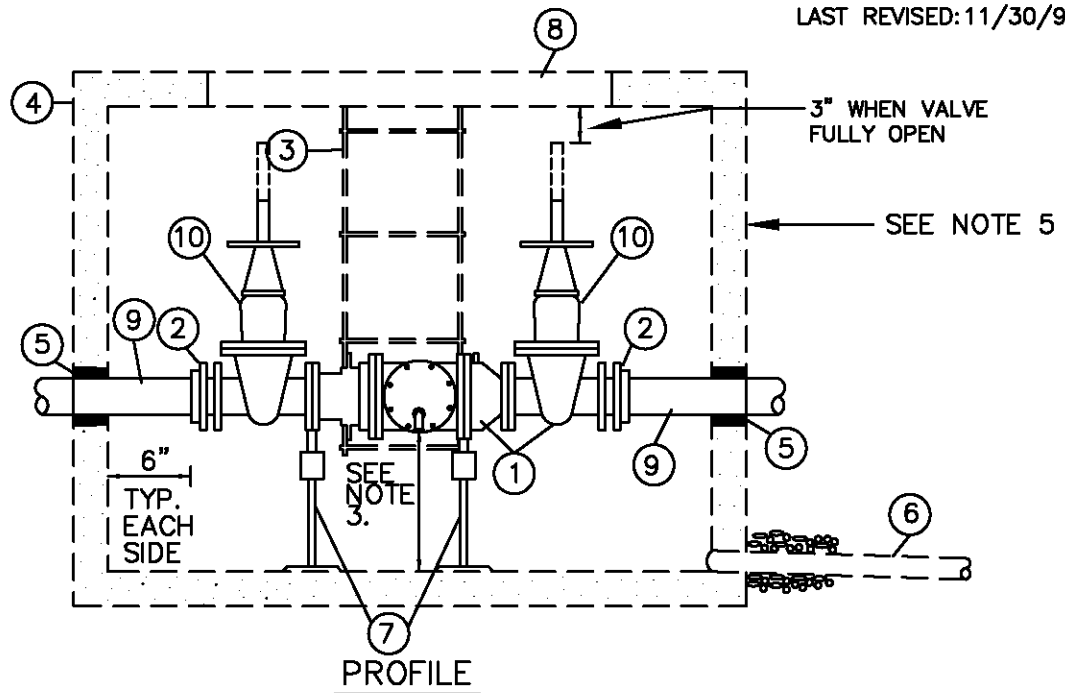 LAST REVISED: 11/30/9
8
4
3
3" WHEN VALVE
FULLY OPEN
10
10
SEE NOTE 5
5
9
2
2
6"
TYP.
EACH
SIDE
SEE
NOTE
3.
1
9
5
6
7
PROFILE